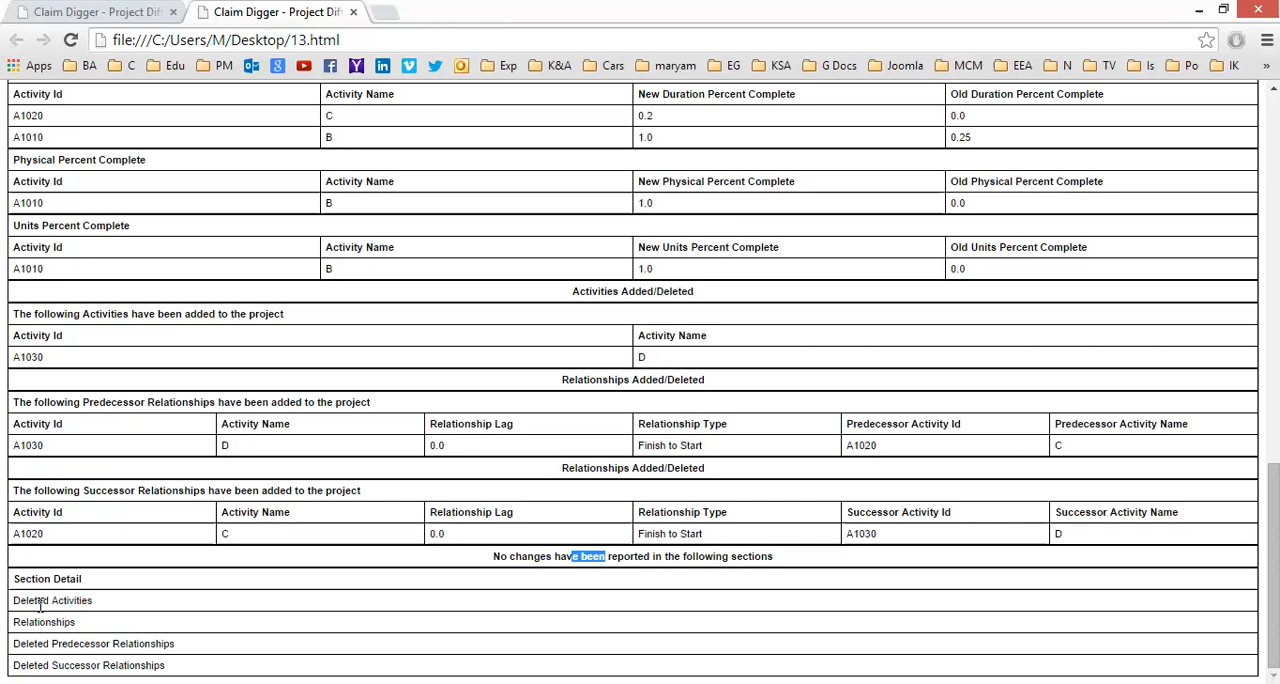 Claim Digger - Project Dif
Claim Digger - Project Dif
file:///C:/Users/M/Desktop/13.html
Apps BA C Edu PM Exp K&A Cars maryam EG KSA G Docs Joomla MCM EEA N TV Is Po IK »
Activity Id Activity Name New Duration Percent Complete Old Duration Percent Complete
A1020 C 0.2 0.0
A1010 B 1.0 0.25
Physical Percent Complete
Activity Id Activity Name New Physical Percent Complete Old Physical Percent Complete
A1010 B 1.0 0.0
Units Percent Complete
Activity Id Activity Name New Units Percent Complete Old Units Percent Complete
A1010 B 1.0 0.0
Activities Added/Deleted
The following Activities have been added to the project
Activity Id Activity Name
A1030 D
Relationships Added/Deleted
The following Predecessor Relationships have been added to the project
Activity Id Activity Name Relationship Lag Relationship Type Predecessor Activity Id Predecessor Activity Name
A1030 D 0.0 Finish to Start A1020 C
Relationships Added/Deleted
The following Successor Relationships have been added to the project
Activity Id Activity Name Relationship Lag Relationship Type Successor Activity Id Successor Activity Name
A1020 C 0.0 Finish to Start A1030 D
No changes have been reported in the following sections
Section Detail
Deleted Activities
Relationships
Deleted Predecessor Relationships
Deleted Successor Relationships